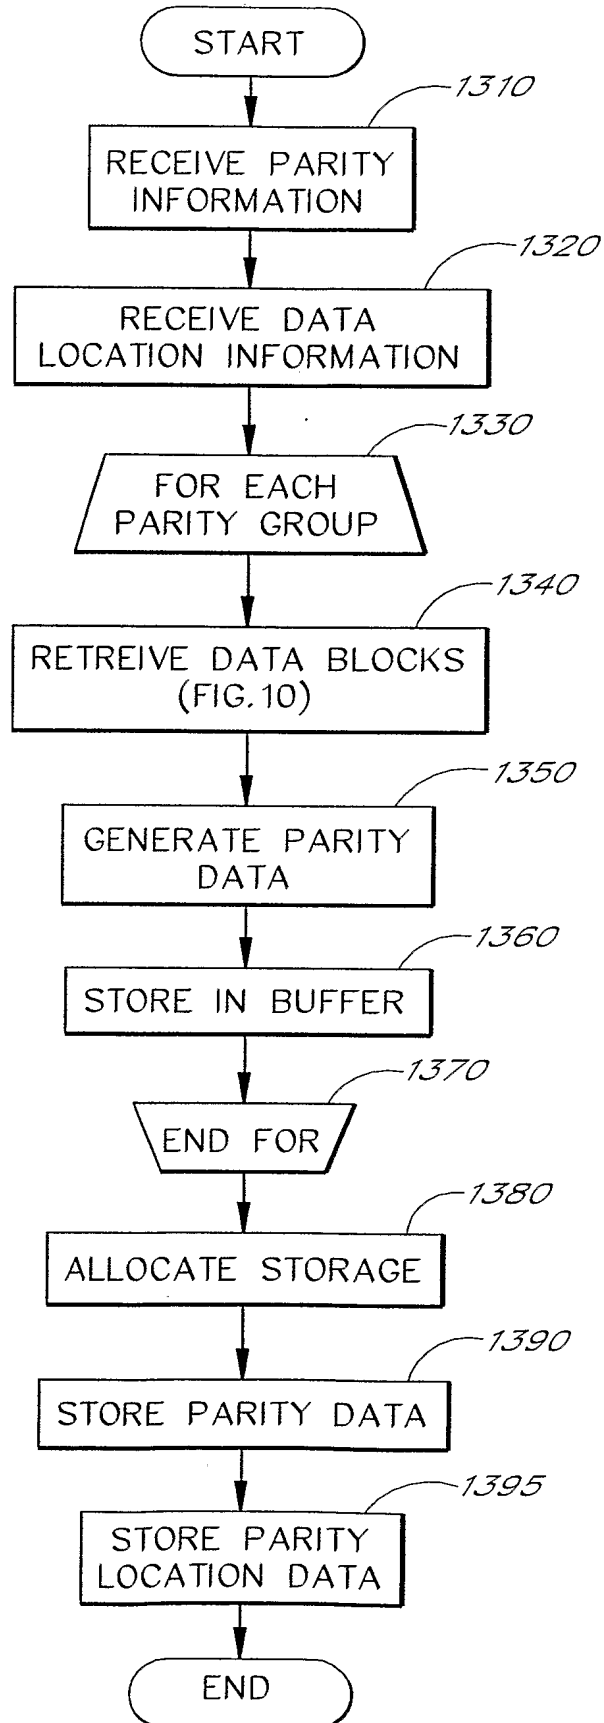 START
1310
RECEIVE PARITY
INFORMATION
1320
RECEIVE DATA
LOCATION INFORMATION
1330
FOR EACH
PARITY GROUP
1340
RETREIVE DATA BLOCKS
(FIG. 10)
1350
GENERATE PARITY
DATA
1360
STORE IN BUFFER
1370
END FOR
1380
ALLOCATE STORAGE
1390
STORE PARITY DATA
1395
STORE PARITY
LOCATION DATA
END